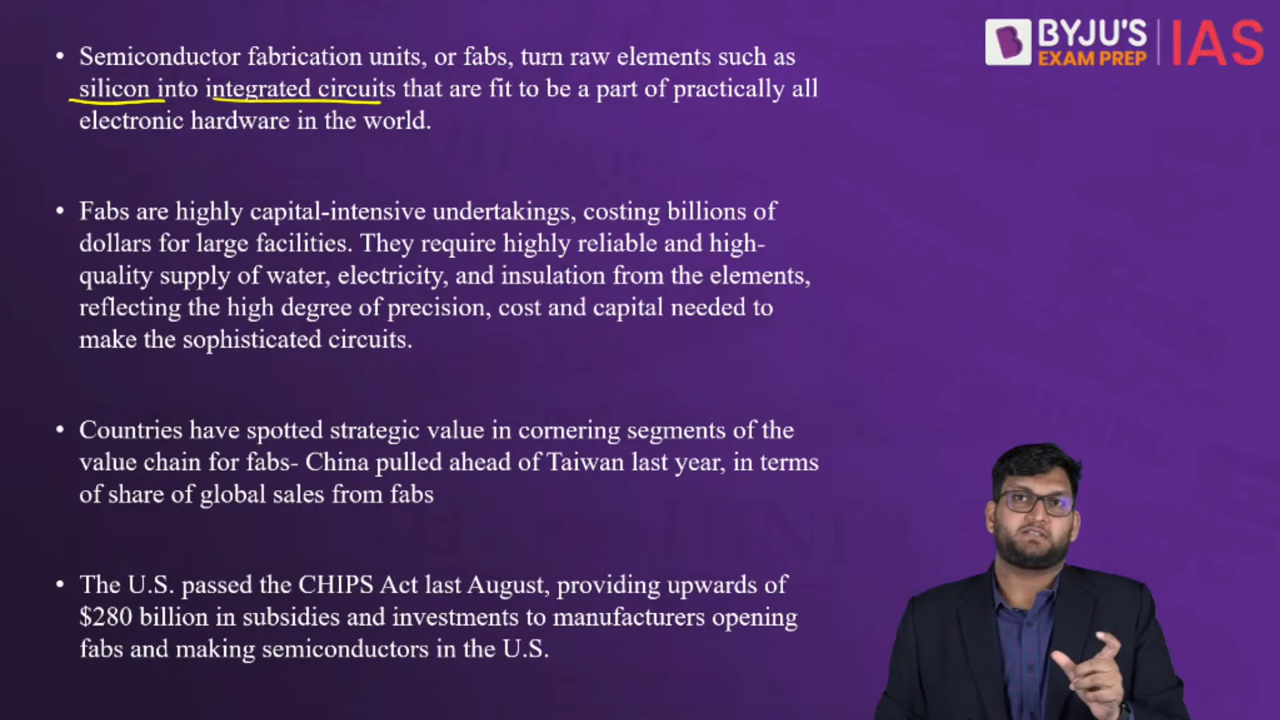 BYJU'S
EXAM PREP
IAS
• Semiconductor fabrication units, or fabs, turn raw elements such as
silicon into integrated circuits that are fit to be a part of practically all
electronic hardware in the world.
• Fabs are highly capital-intensive undertakings, costing billions of
dollars for large facilities. They require highly reliable and high-
quality supply of water, electricity, and insulation from the elements,
reflecting the high degree of precision, cost and capital needed to
make the sophisticated circuits.
• Countries have spotted strategic value in cornering segments of the
value chain for fabs- China pulled ahead of Taiwan last year, in terms
of share of global sales from fabs
• The U.S. passed the CHIPS Act last August, providing upwards of
$280 billion in subsidies and investments to manufacturers opening
fabs and making semiconductors in the U.S.